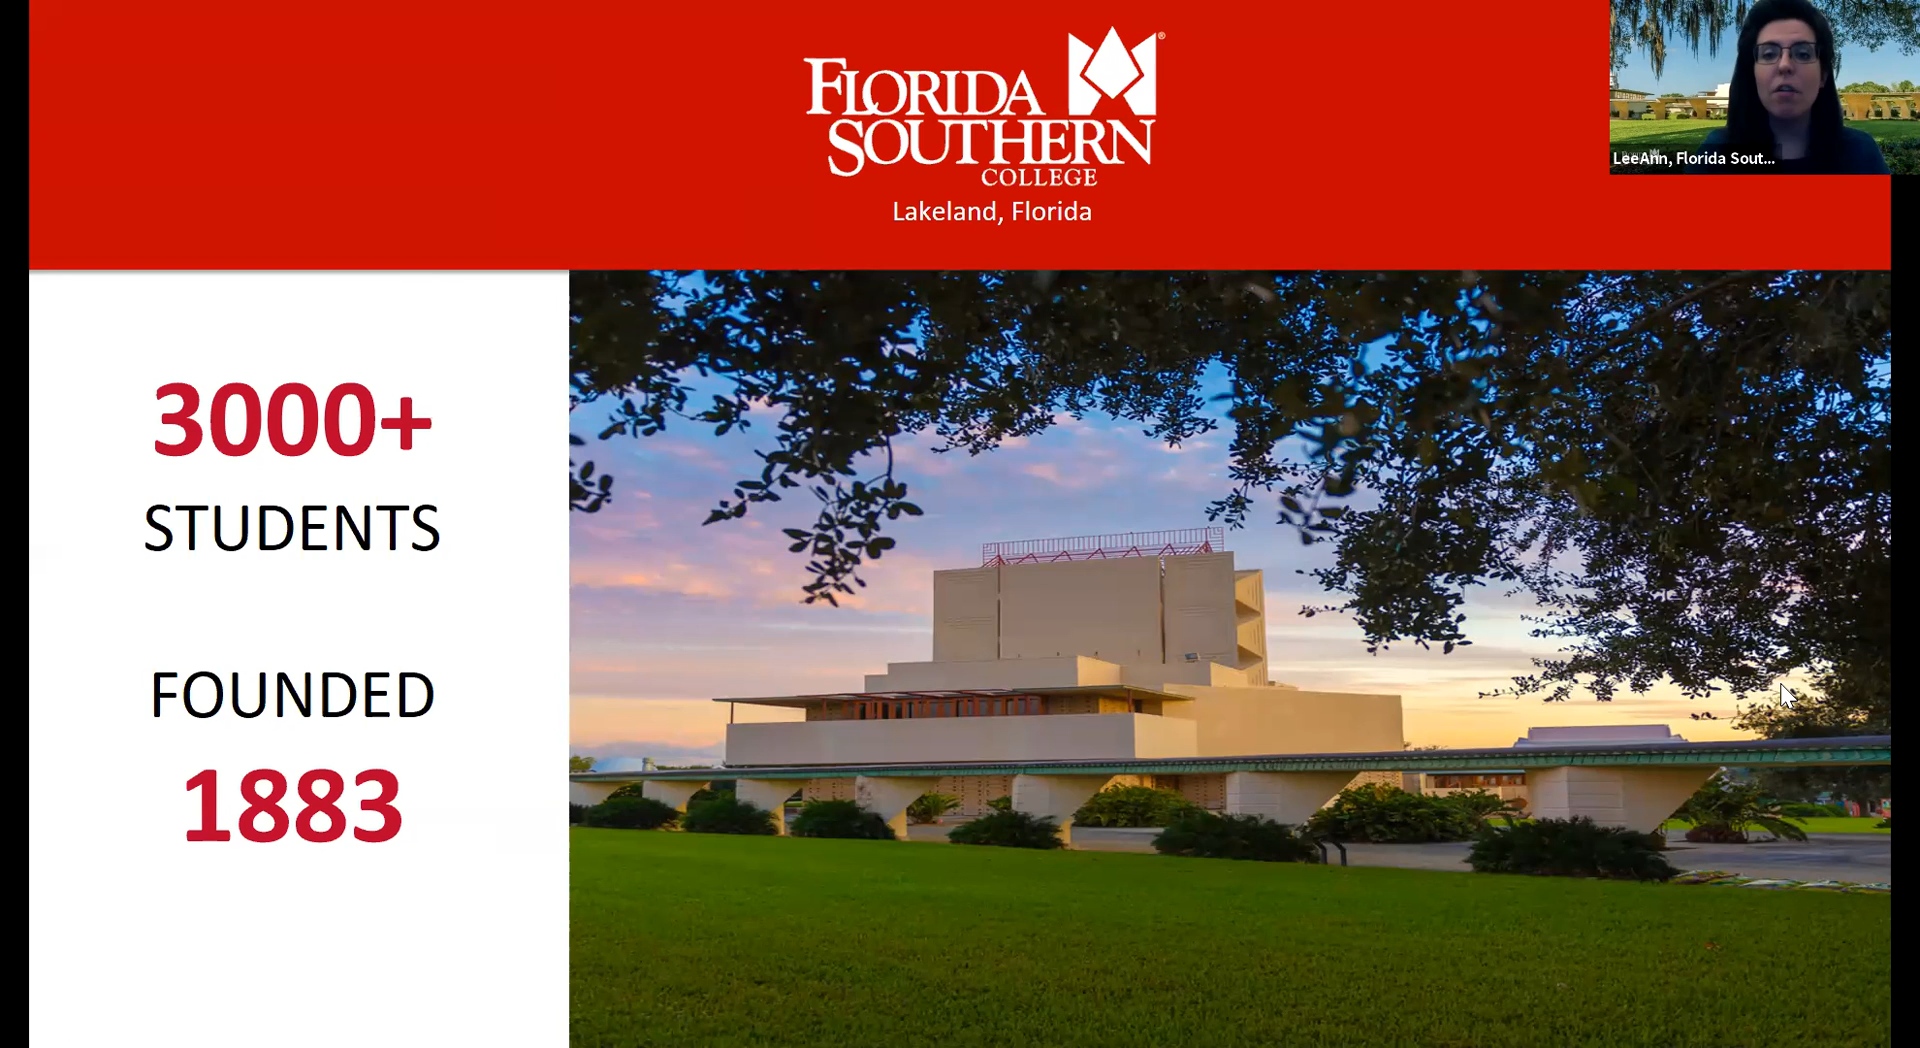 FLORIDA
SOUTHERN
COLLEGE
®
Lakeland, Florida
LeeAnn, Florida Sout...
3000+
STUDENTS
FOUNDED
1883